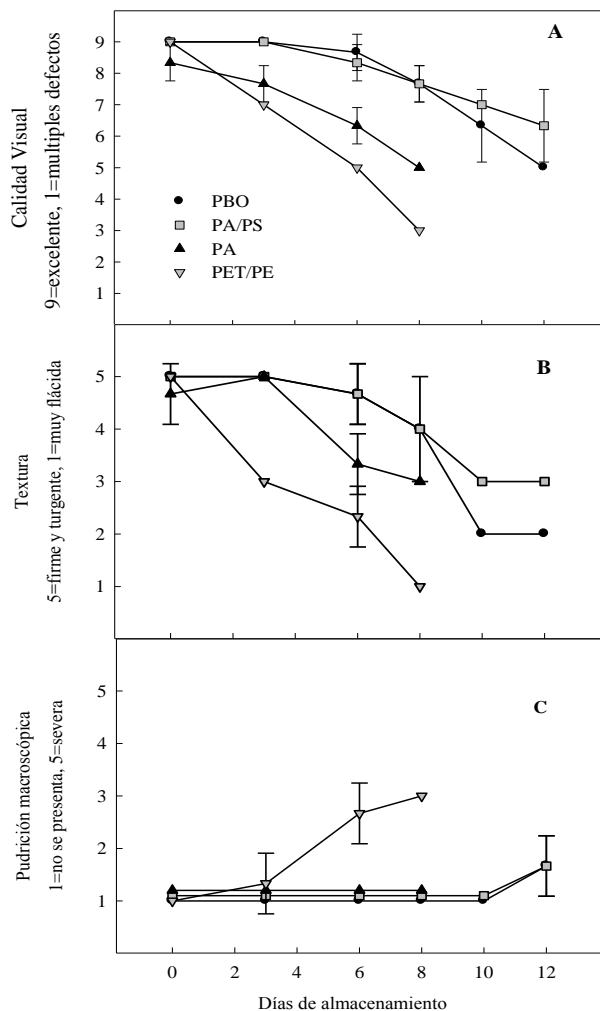 A
9
8
7
6
5
4
3
2
1
Calidad Visual
9=excelente, 1=multiples defectos
PBO
PA/PS
PA
PET/PE
B
5
4
3
2
1
Textura
5=firme y turgente, 1=muy flácida
C
5
4
3
2
1
Pudrición macroscópica
1=no se presenta, 5=severa
0 2 4 6 8 10 12
Días de almacenamiento